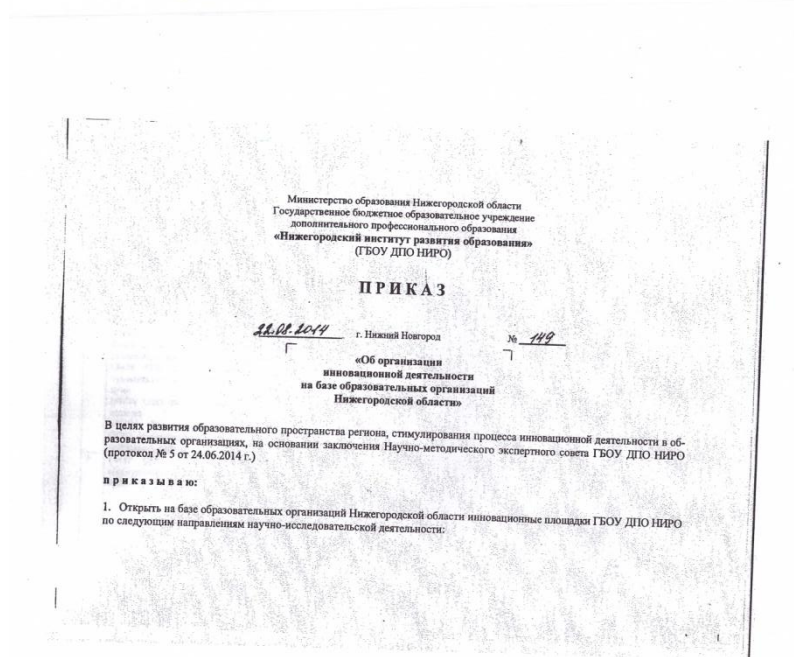 Министерство образования Нижегородской области
Государственное бюджетное образовательное учреждение
дополнительного профессионального образования
«Нижегородский институт развития образования»
(ГБОУ ДПО НИРО)
ПРИКАЗ
22.08.2014 г. Нижний Новгород № 149
«Об организации
инновационной деятельности
на базе образовательных организаций
Нижегородской области»
В целях развития образовательного пространства региона, стимулирования процесса инновационной деятельности в об-
разовательных организациях, на основании заключения Научно-методического экспертного совета ГБОУ ДПО НИРО
(протокол № 5 от 24.06.2014 г.)
приказываю:
1. Открыть на базе образовательных организаций Нижегородской области инновационные площадки ГБОУ ДПО НИРО
по следующим направлениям научно-исследовательской деятельности: